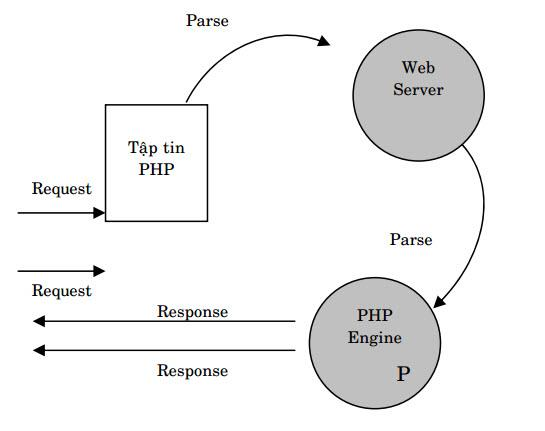 Parse
Web
Server
Tập tin
PHP
Request
Parse
Request
Response
PHP
Engine
P
Response